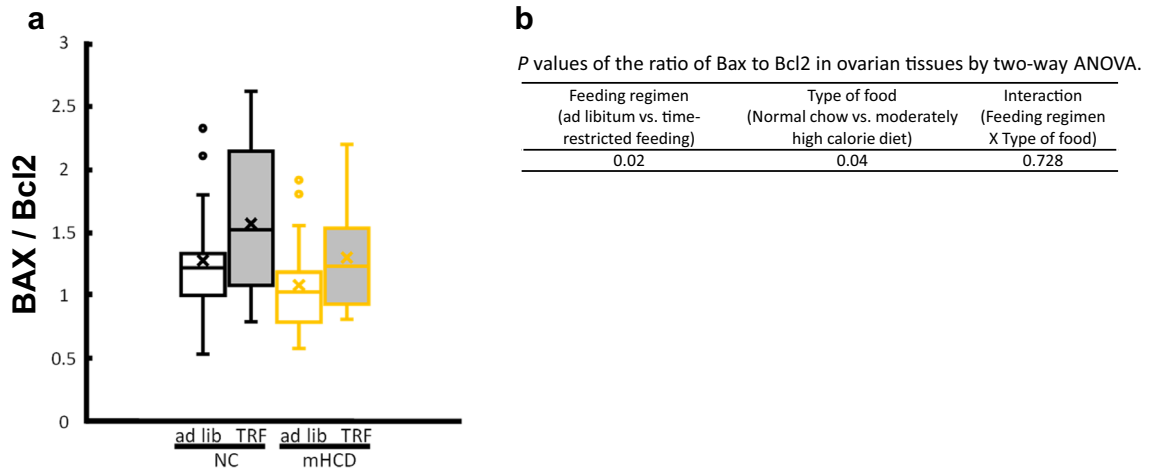 a
BAX / Bcl2
3
2.5
2
1.5
1
0.5
0
ad lib TRF ad lib TRF
NC mHCD
b
P values of the ratio of Bax to Bcl2 in ovarian tissues by two-way ANOVA.
Feeding regimen Type of food Interaction
(ad libitum vs. time- (Normal chow vs. moderately (Feeding regimen
restricted feeding) high calorie diet) X Type of food)
0.02 0.04 0.728